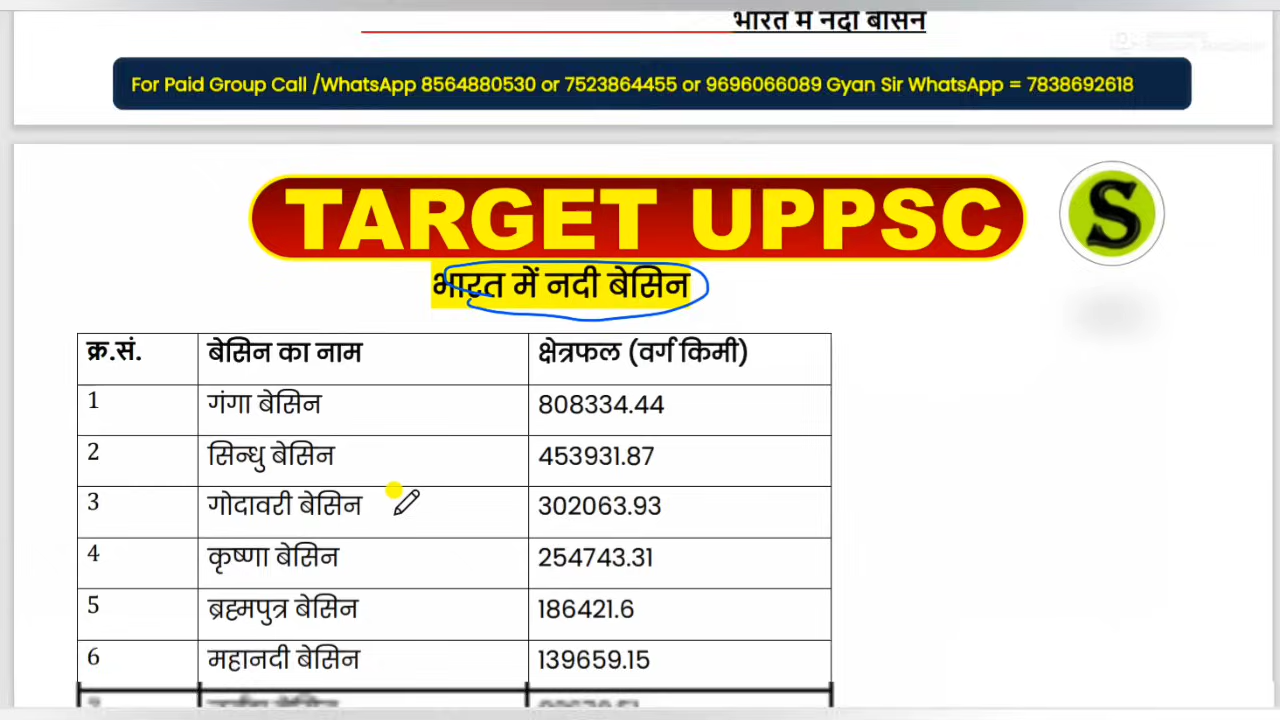 भारत में नदी बेसिन
For Paid Group Call /WhatsApp 8564880530 or 7523864455 or 9696066089 Gyan Sir WhatsApp = 7838692618
TARGET UPPSC
S
भारत में नदी बेसिन
क्र.सं. बेसिन का नाम क्षेत्रफल (वर्ग किमी)
1 गंगा बेसिन 808334.44
2 सिन्धु बेसिन 453931.87
3 गोदावरी बेसिन 302063.93
4 कृष्णा बेसिन 254743.31
5 ब्रह्मपुत्र बेसिन 186421.6
6 महानदी बेसिन 139659.15